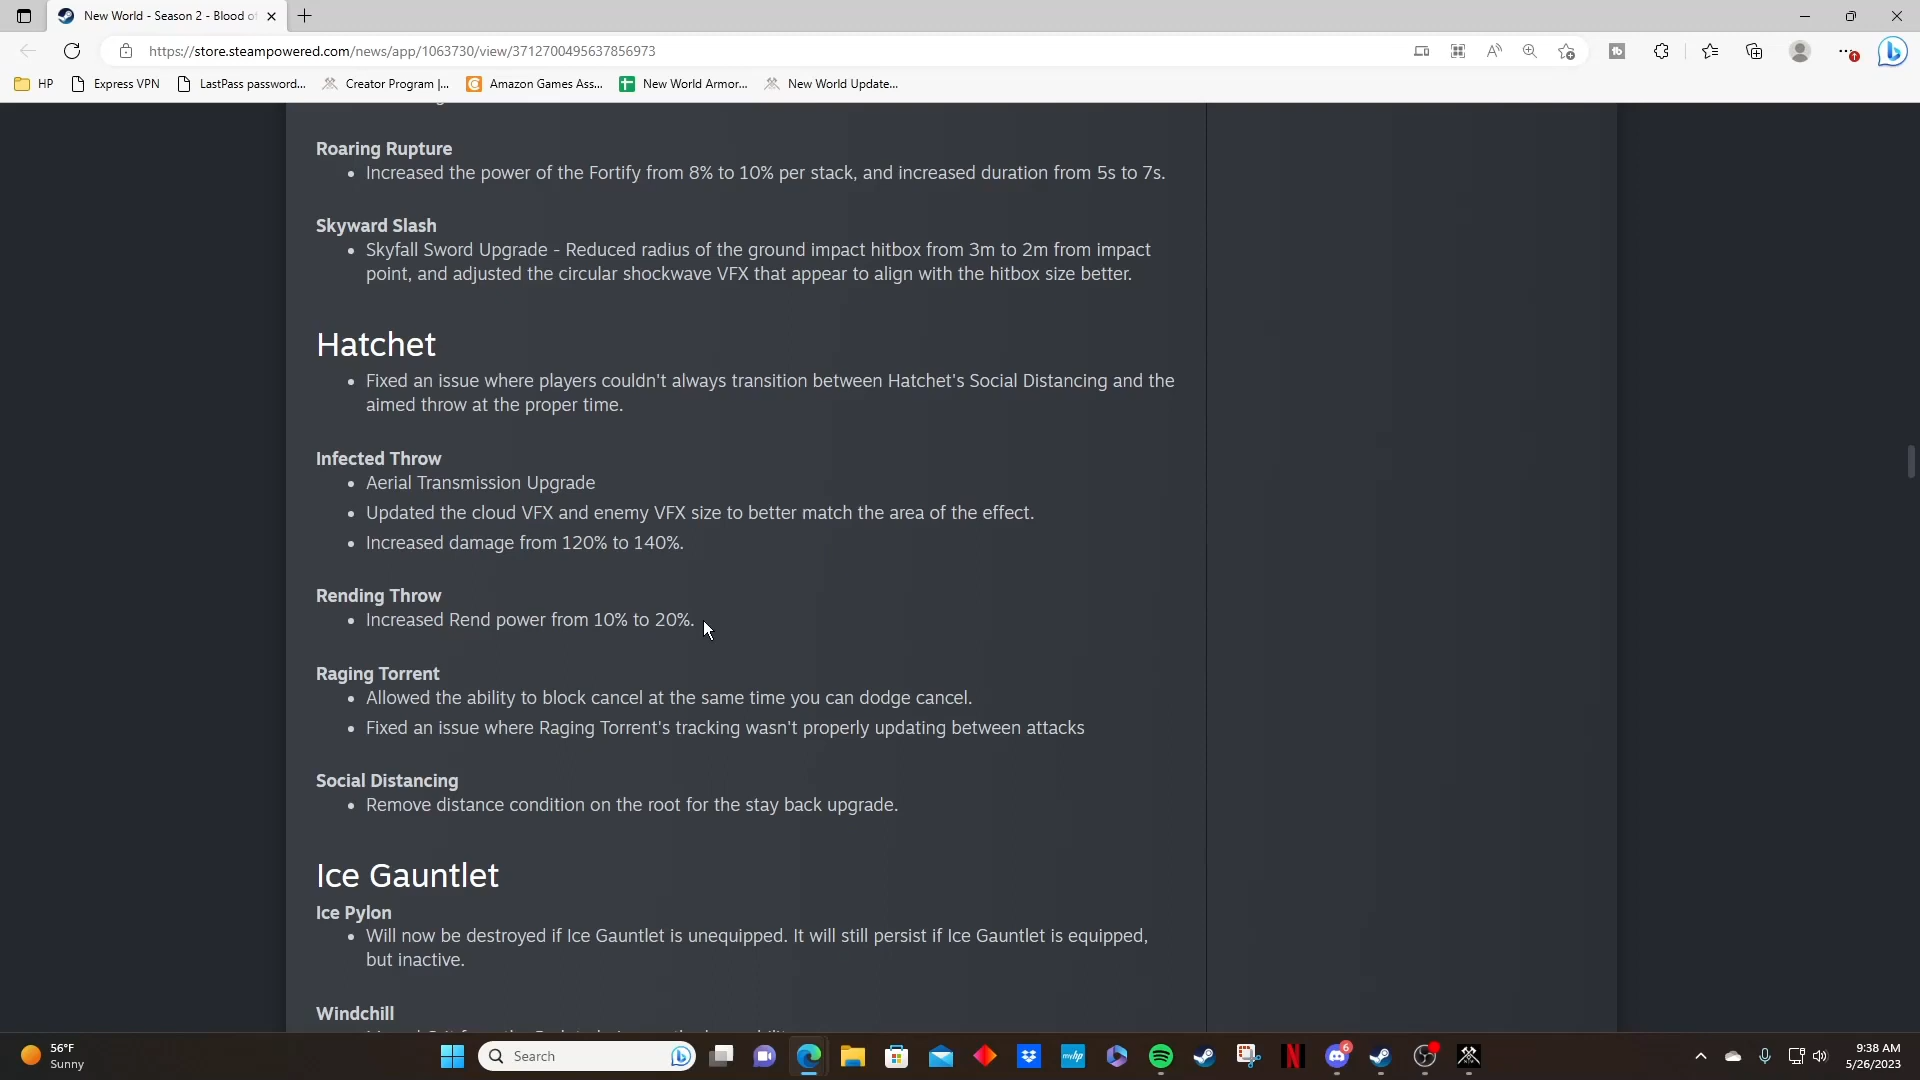 New World - Season 2 - Blood of
https://store.steampowered.com/news/app/1063730/view/3712700495637856973
HP
Express VPN
LastPass password...
Creator Program |...
Amazon Games Ass...
New World Armor...
New World Update...
Roaring Rupture
• Increased the power of the Fortify from 8% to 10% per stack, and increased duration from 5s to 7s.
Skyward Slash
• Skyfall Sword Upgrade - Reduced radius of the ground impact hitbox from 3m to 2m from impact
point, and adjusted the circular shockwave VFX that appear to align with the hitbox size better.
Hatchet
• Fixed an issue where players couldn't always transition between Hatchet's Social Distancing and the
aimed throw at the proper time.
Infected Throw
• Aerial Transmission Upgrade
• Updated the cloud VFX and enemy VFX size to better match the area of the effect.
• Increased damage from 120% to 140%.
Rending Throw
• Increased Rend power from 10% to 20%.
Raging Torrent
• Allowed the ability to block cancel at the same time you can dodge cancel.
• Fixed an issue where Raging Torrent's tracking wasn't properly updating between attacks
Social Distancing
• Remove distance condition on the root for the stay back upgrade.
Ice Gauntlet
Ice Pylon
• Will now be destroyed if Ice Gauntlet is unequipped. It will still persist if Ice Gauntlet is equipped,
but inactive.
Windchill
56°F
Sunny
Search
myhp
6
9:38 AM
5/26/2023